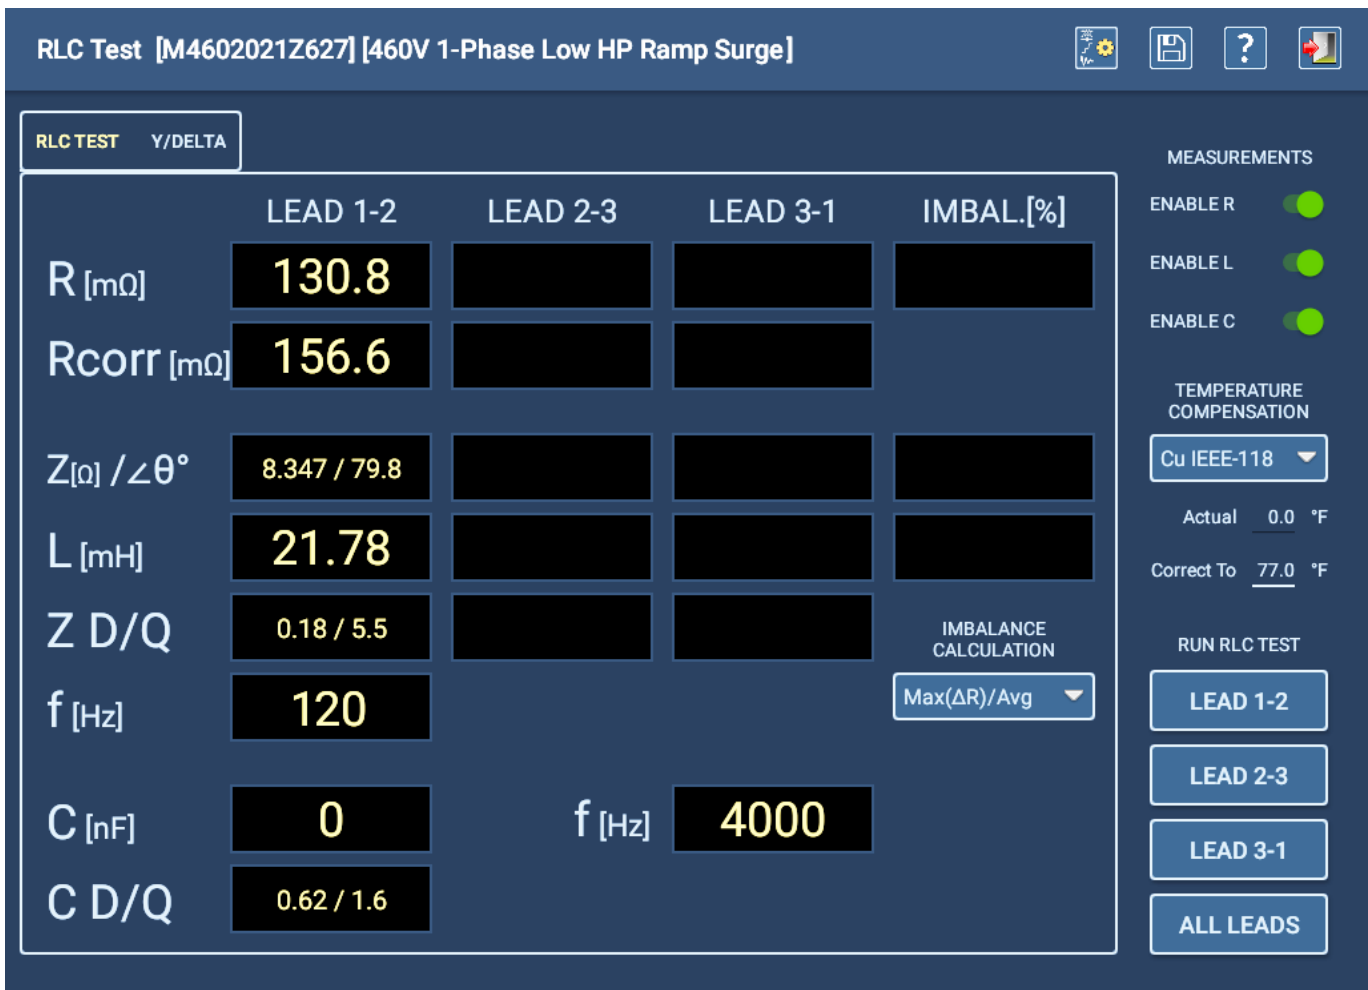 RLC Test [M4602021Z627] [460V 1-Phase Low HP Ramp Surge]
?
RLC TEST Y/DELTA
LEAD 1-2 LEAD 2-3 LEAD 3-1 IMBAL.[%]
R [mΩ] 130.8
Rcorr [mΩ] 156.6
Z[Ω] /∠θ° 8.347 / 79.8
L [mH] 21.78
Z D/Q 0.18 / 5.5
f [Hz] 120
IMBALANCE
CALCULATION
Max(ΔR)/Avg
C [nF] 0 f [Hz] 4000
C D/Q 0.62 / 1.6
MEASUREMENTS
ENABLE R
ENABLE L
ENABLE C
TEMPERATURE
COMPENSATION
Cu IEEE-118
Actual 0.0 °F
Correct To 77.0 °F
RUN RLC TEST
LEAD 1-2
LEAD 2-3
LEAD 3-1
ALL LEADS